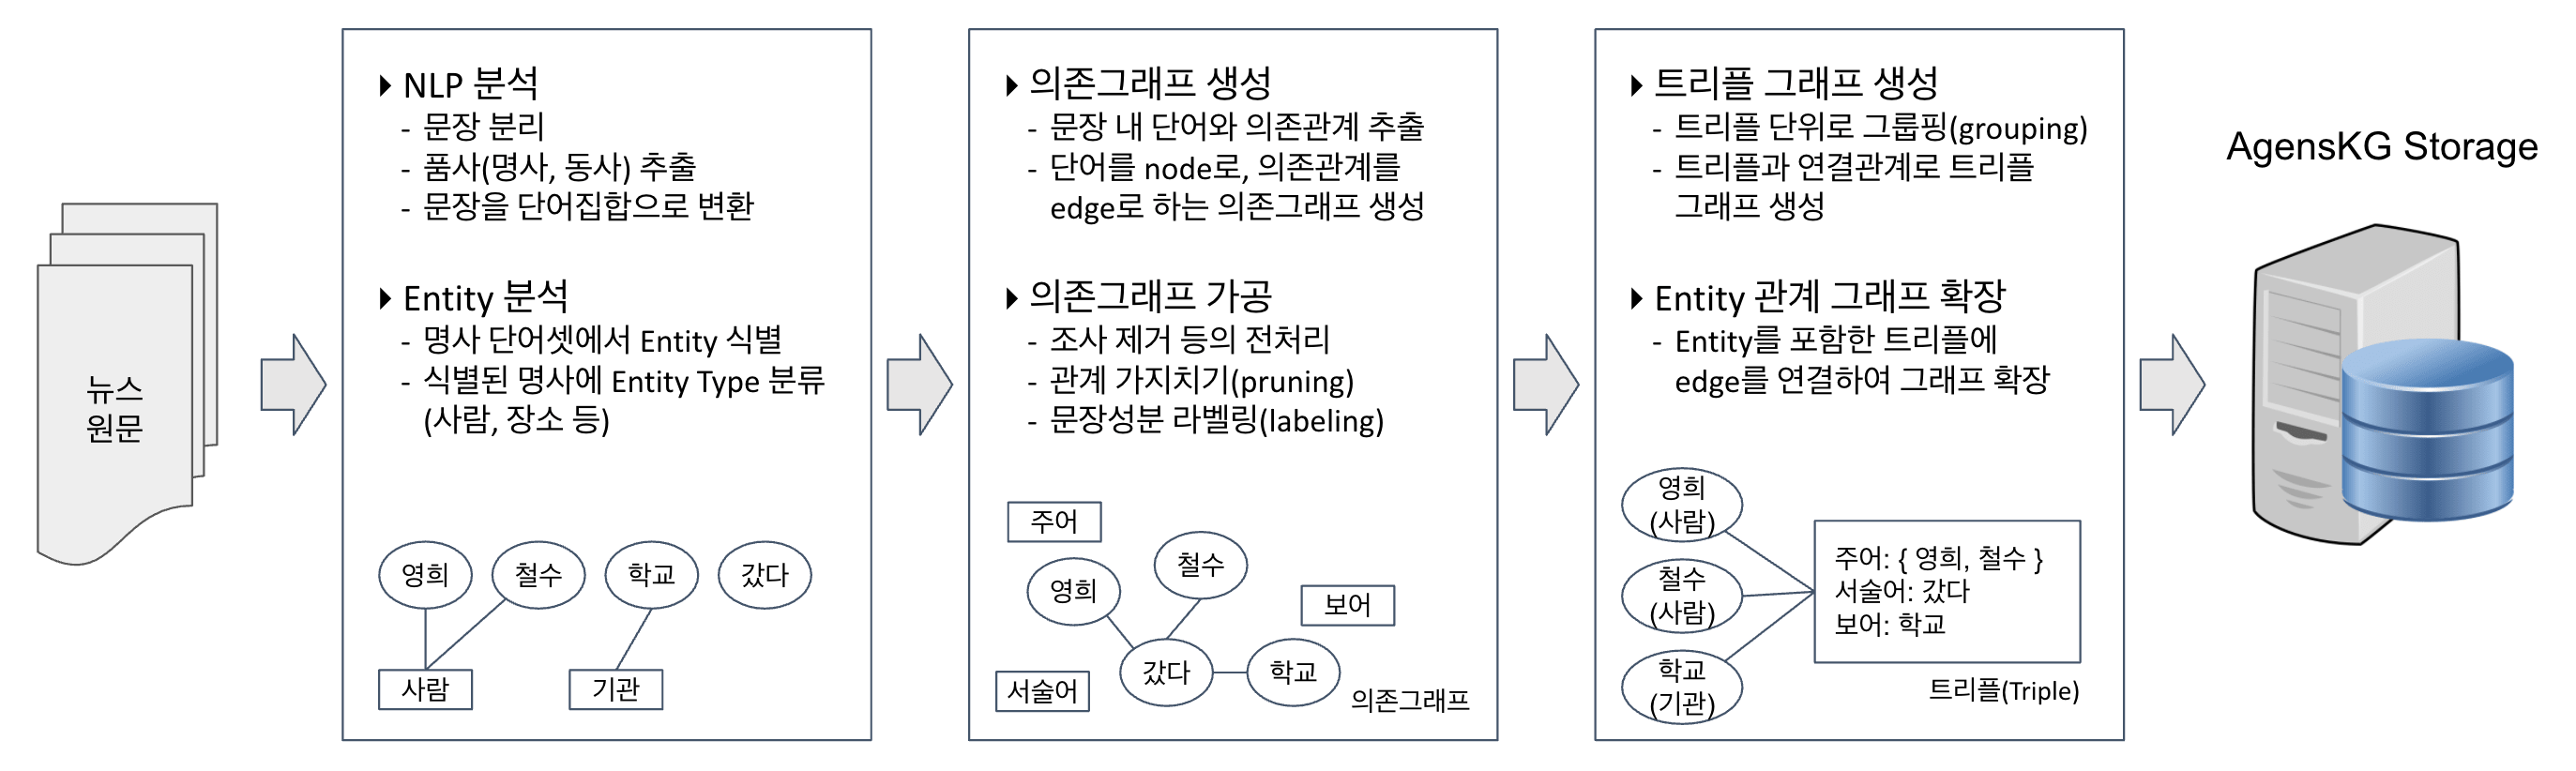 뉴스
원문
▶ NLP 분석
- 문장 분리
- 품사(명사, 동사) 추출
- 문장을 단어집합으로 변환
▶ Entity 분석
- 명사 단어셋에서 Entity 식별
- 식별된 명사에 Entity Type 분류
(사람, 장소 등)
영희
철수
학교
갔다
사람
기관
▶ 의존그래프 생성
- 문장 내 단어와 의존관계 추출
- 단어를 node로, 의존관계를
edge로 하는 의존그래프 생성
▶ 의존그래프 가공
- 조사 제거 등의 전처리
- 관계 가지치기(pruning)
- 문장성분 라벨링(labeling)
주어
철수
영희
보어
갔다
학교
서술어
의존그래프
▶ 트리플 그래프 생성
- 트리플 단위로 그룹핑(grouping)
- 트리플과 연결관계로 트리플
그래프 생성
▶ Entity 관계 그래프 확장
- Entity를 포함한 트리플에
edge를 연결하여 그래프 확장
영희
(사람)
철수
(사람)
학교
(기관)
주어: { 영희, 철수 }
서술어: 갔다
보어: 학교
트리플(Triple)
AgensKG Storage